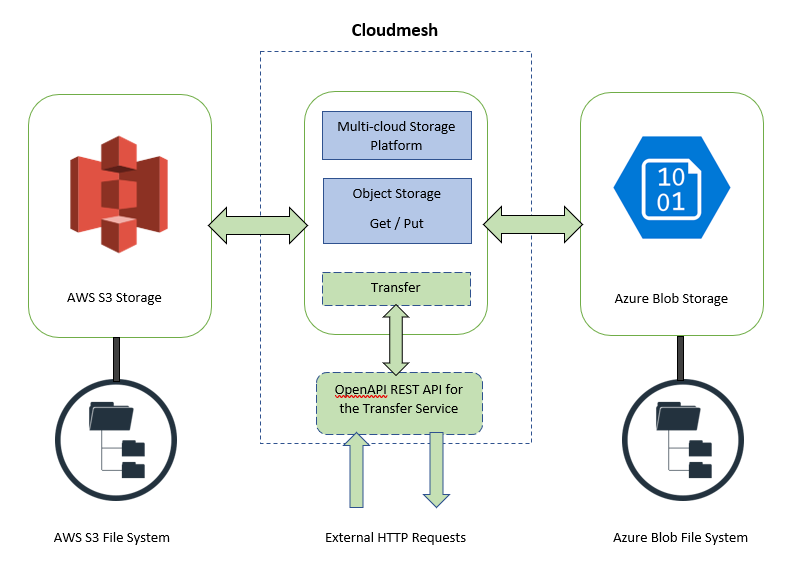 Cloudmesh
Multi-cloud Storage
Platform
Object Storage
Get / Put
Transfer
AWS S3 Storage
10
01
Azure Blob Storage
OpenAPI REST API for
the Transfer Service
AWS S3 File System
External HTTP Requests
Azure Blob File System